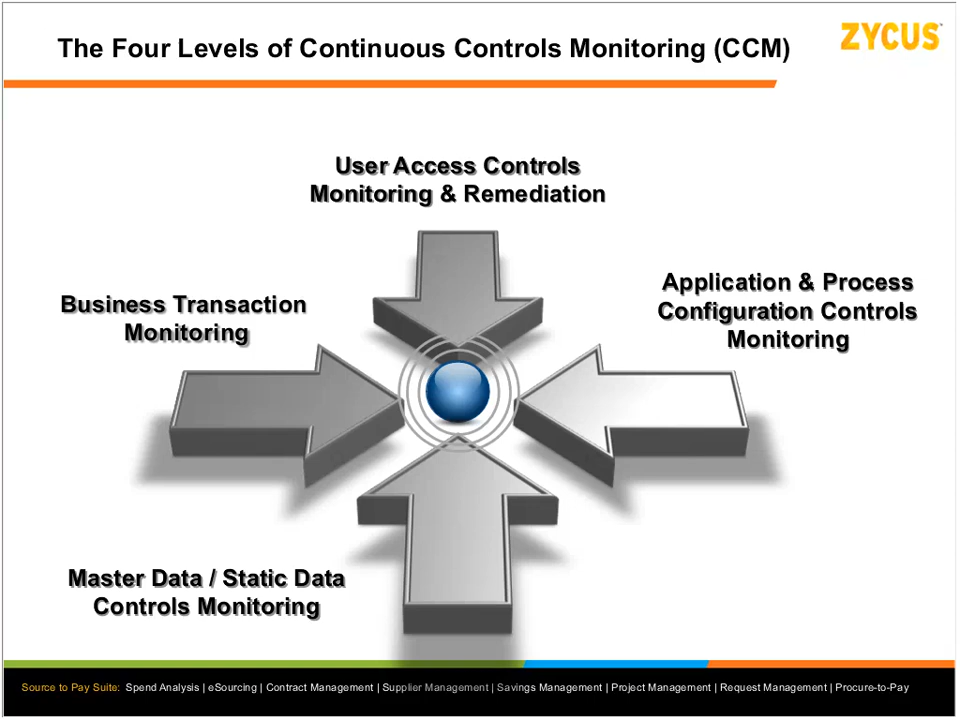 The Four Levels of Continuous Controls Monitoring (CCM)
ZYCUS
User Access Controls
Monitoring & Remediation
Application & Process
Configuration Controls
Monitoring
Business Transaction
Monitoring
Master Data / Static Data
Controls Monitoring
Source to Pay Suite: Spend Analysis | eSourcing | Contract Management | Supplier Management | Savings Management | Project Management | Request Management | Procure-to-Pay